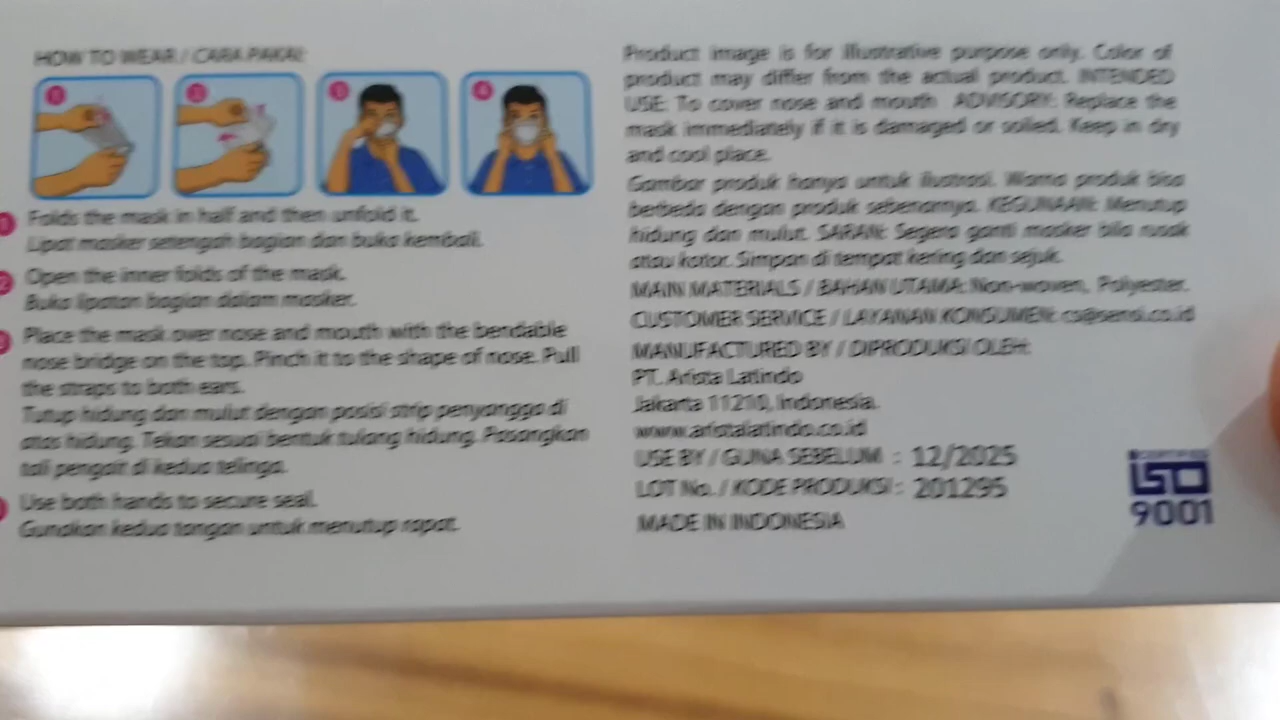 HOW TO WEAR / CARA PAKAI:
1 2 3 4
1 Folds the mask in half and then unfold it.
Lipat masker setengah bagian dan buka kembali.
2 Open the inner folds of the mask.
Buka lipatan bagian dalam masker.
3 Place the mask over nose and mouth with the bendable
nose bridge on the top. Pinch it to the shape of nose. Pull
the straps to both ears.
Tutup hidung dan mulut dengan posisi strip penyangga di
atas hidung. Tekan sesuai bentuk tulang hidung. Pasangkan
tali pengait di kedua telinga.
Use both hands to secure seal.
Gunakan kedua tangan untuk menutup rapat.
Product image is for illustrative purpose only. Color of
product may differ from the actual product. INTENDED
USE: To cover nose and mouth ADVISORY: Replace the
mask immediately if it is damaged or soiled. Keep in dry
and cool place.
Gambar produk hanya untuk ilustrasi. Warna produk bisa
berbeda dengan produk sebenarnya. KEGUNAAN: Menutup
hidung dan mulut. SARAN: Segera ganti masker bila rusak
atau kotor. Simpan di tempat kering dan sejuk.
MAIN MATERIALS / BAHAN UTAMA: Non-woven, Polyester.
CUSTOMER SERVICE / LAYANAN KONSUMEN: cs@sensi.co.id
MANUFACTURED BY / DIPRODUKSI OLEH:
PT. Arista Latindo
Jakarta 11210, Indonesia.
www.aristalatindo.co.id
USE BY / GUNA SEBELUM : 12/2025
LOT No. / KODE PRODUKSI : 201295
MADE IN INDONESIA
CERTIFIED
ISO
9001